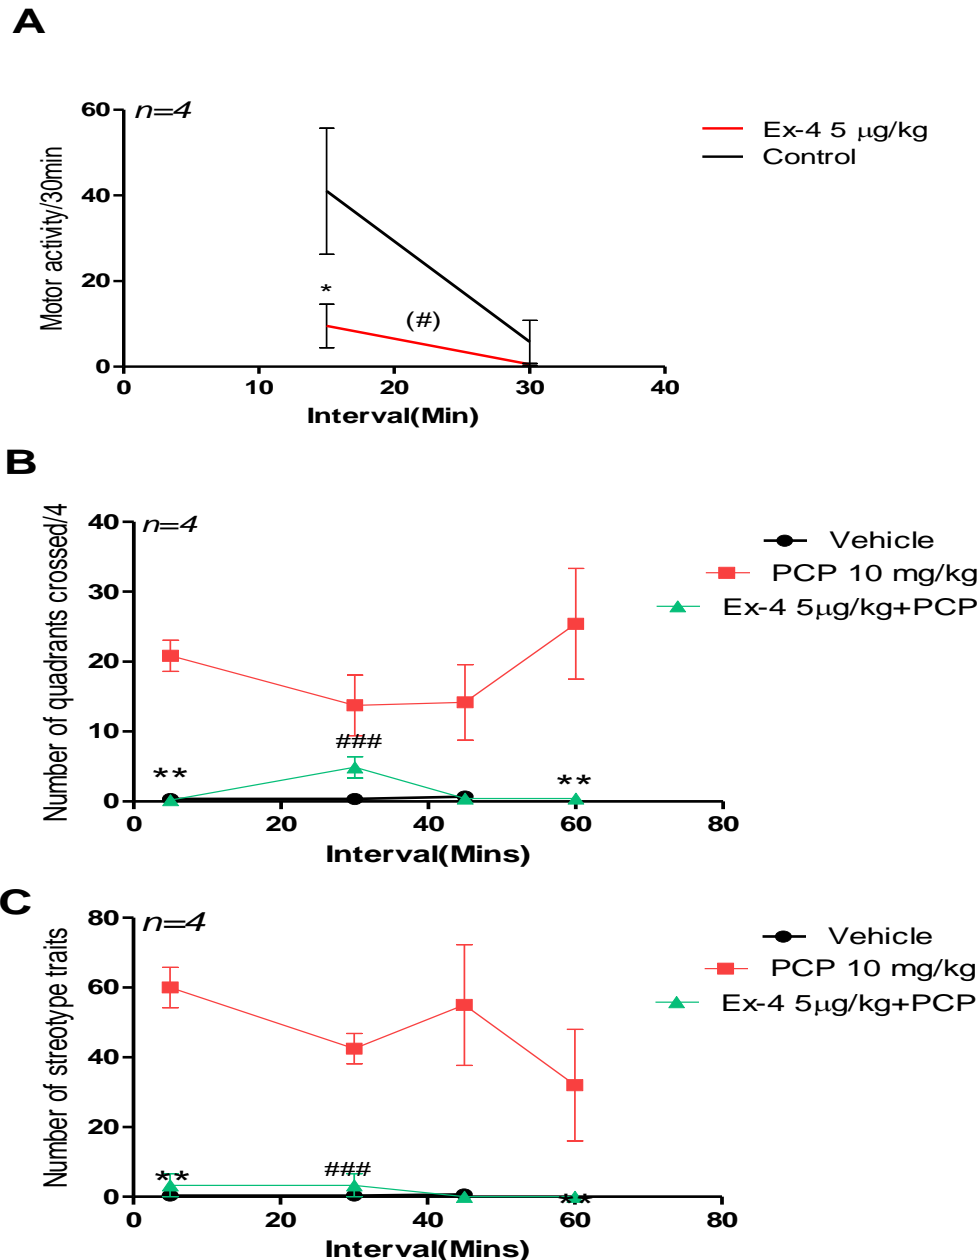 A
n=4
Ex-4 5 μg/kg
Control
Motor activity/30min
60
40
20
0
*
(#)
0 10 20 30 40
Interval(Min)
B
n=4
Vehicle
PCP 10 mg/kg
Ex-4 5μg/kg+PCP
Number of quadrants crossed/4
40
30
20
10
0
**
###
**
0 20 40 60 80
Interval(Mins)
C
n=4
Vehicle
PCP 10 mg/kg
Ex-4 5μg/kg+PCP
Number of streotype traits
80
60
40
20
0
**
###
**
0 20 40 60 80
Interval(Mins)